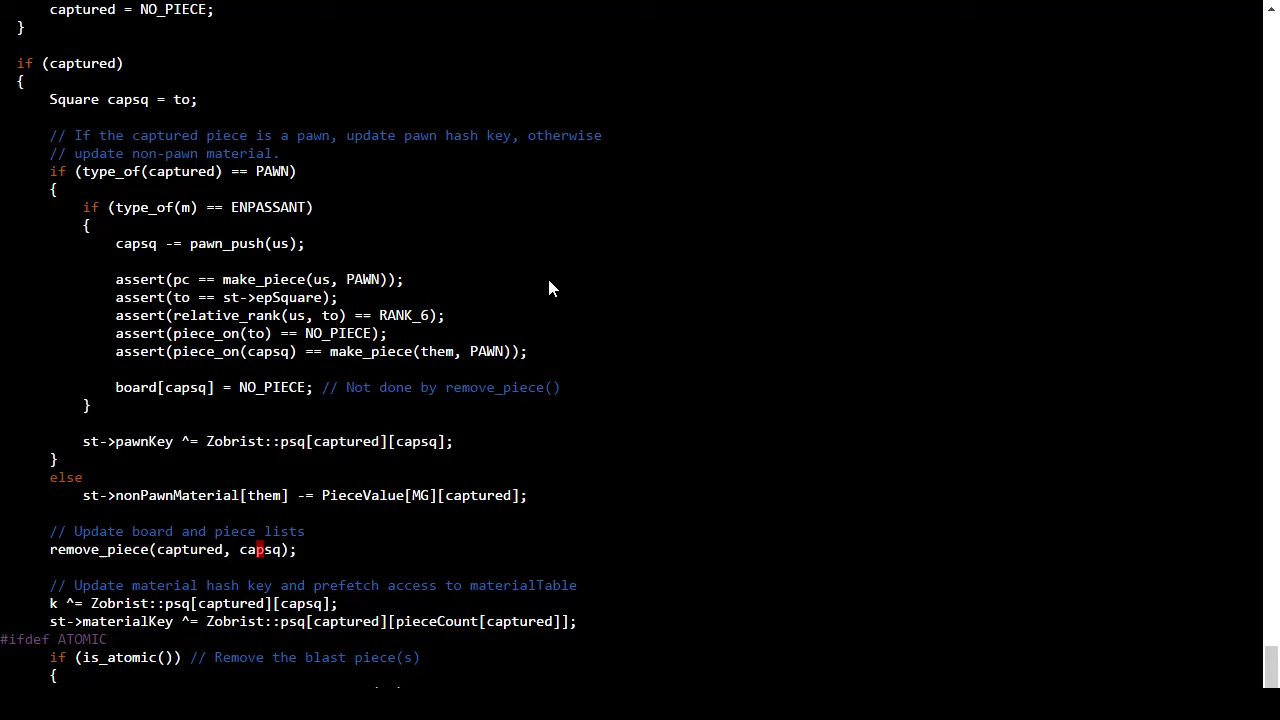 captured = NO_PIECE;
}
if (captured)
{
Square capsq = to;
// If the captured piece is a pawn, update pawn hash key, otherwise
// update non-pawn material.
if (type_of(captured) == PAWN)
{
if (type_of(m) == ENPASSANT)
{
capsq -= pawn_push(us);
assert(pc == make_piece(us, PAWN));
assert(to == st->epSquare);
assert(relative_rank(us, to) == RANK_6);
assert(piece_on(to) == NO_PIECE);
assert(piece_on(capsq) == make_piece(them, PAWN));
board[capsq] = NO_PIECE; // Not done by remove_piece()
}
st->pawnKey ^= Zobrist::psq[captured][capsq];
}
else
st->nonPawnMaterial[them] -= PieceValue[MG][captured];
// Update board and piece lists
remove_piece(captured, capsq);
// Update material hash key and prefetch access to materialTable
k ^= Zobrist::psq[captured][capsq];
st->materialKey ^= Zobrist::psq[captured][pieceCount[captured]];
#ifdef ATOMIC
if (is_atomic()) // Remove the blast piece(s)
{